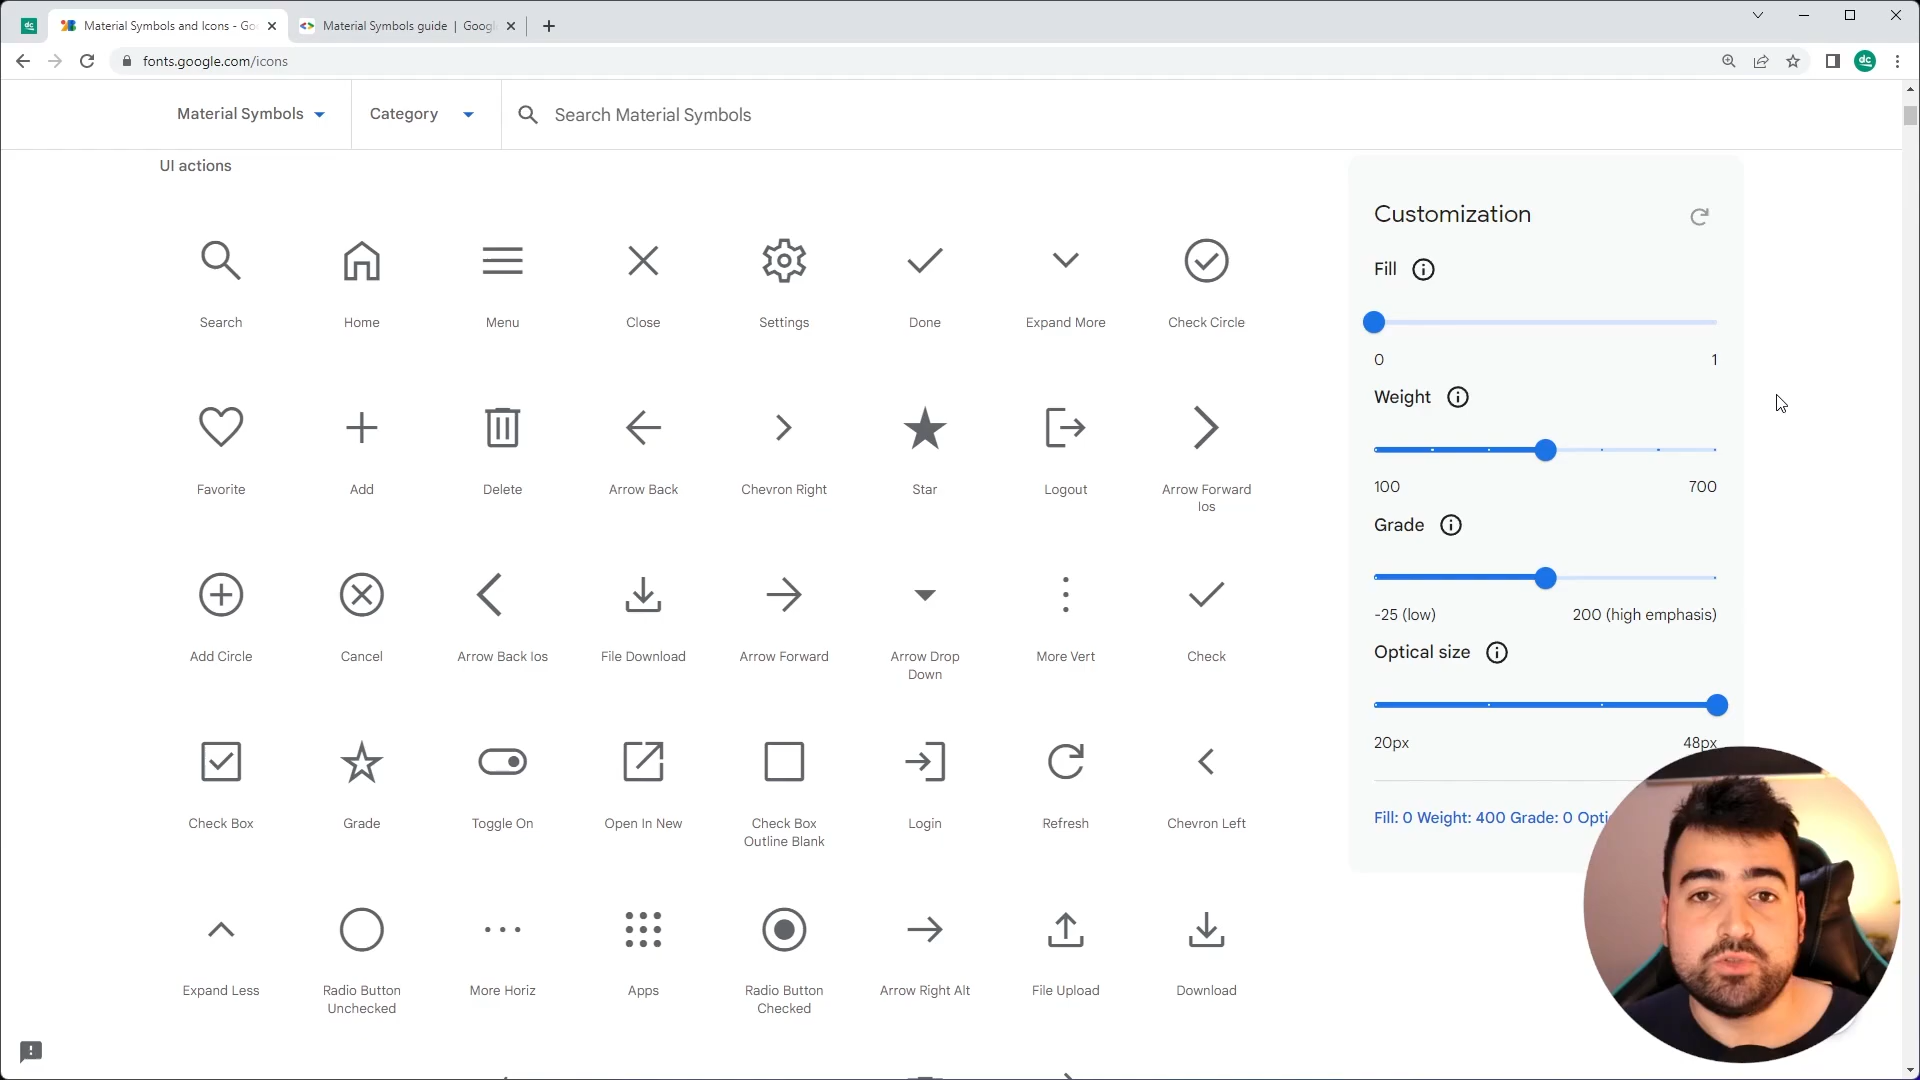 Material Symbols and Icons - Go
Material Symbols guide | Googl
fonts.google.com/icons
dc
Material Symbols
Category
Search Material Symbols
UI actions
Search
Home
Menu
Close
Settings
Done
Expand More
Check Circle
Favorite
Add
Delete
Arrow Back
Chevron Right
Star
Logout
Arrow Forward
Ios
Add Circle
Cancel
Arrow Back Ios
File Download
Arrow Forward
Arrow Drop
Down
More Vert
Check
Check Box
Grade
Toggle On
Open In New
Check Box
Outline Blank
Login
Refresh
Chevron Left
Expand Less
Radio Button
Unchecked
More Horiz
Apps
Radio Button
Checked
Arrow Right Alt
File Upload
Download
Customization
Fill
0 1
Weight
100 700
Grade
-25 (low) 200 (high emphasis)
Optical size
20px 48px
Fill: 0 Weight: 400 Grade: 0 Opti